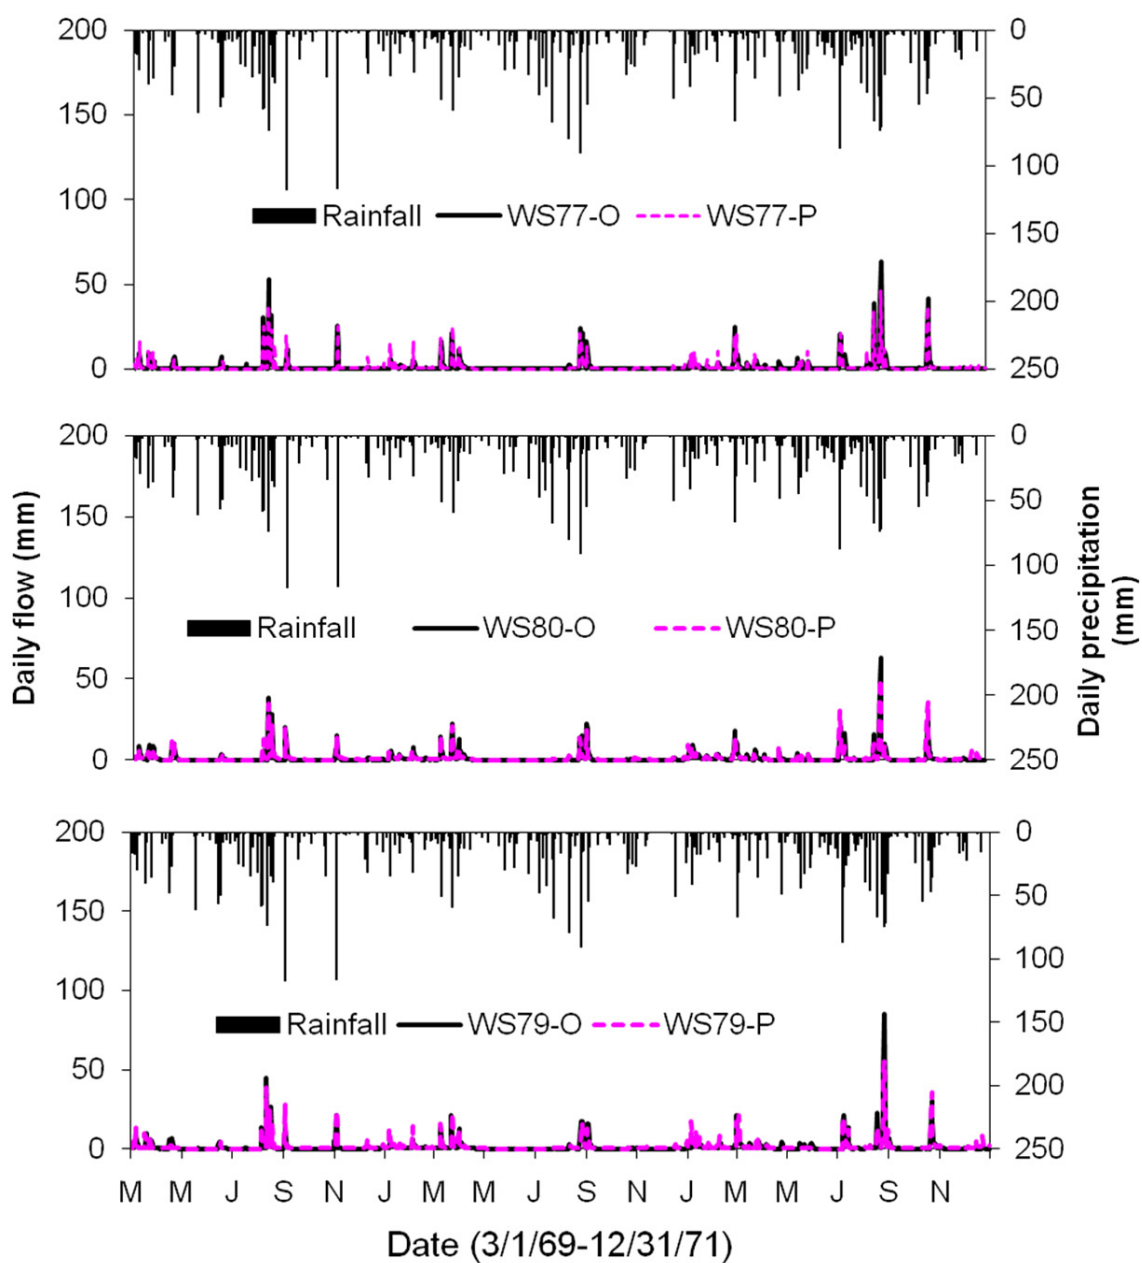 200 0
150 50
100 100
Rainfall WS77-O WS77-P
150
50 200
0 250
200 0
150 50
100 100
Rainfall WS80-O WS80-P
150
50 200
0 250
200 0
150 50
100 100
Rainfall WS79-O WS79-P
150
50 200
0 250
M M J S N J M M J S N J M M J S N
Date (3/1/69-12/31/71)
Daily flow (mm)
Daily precipitation
(mm)